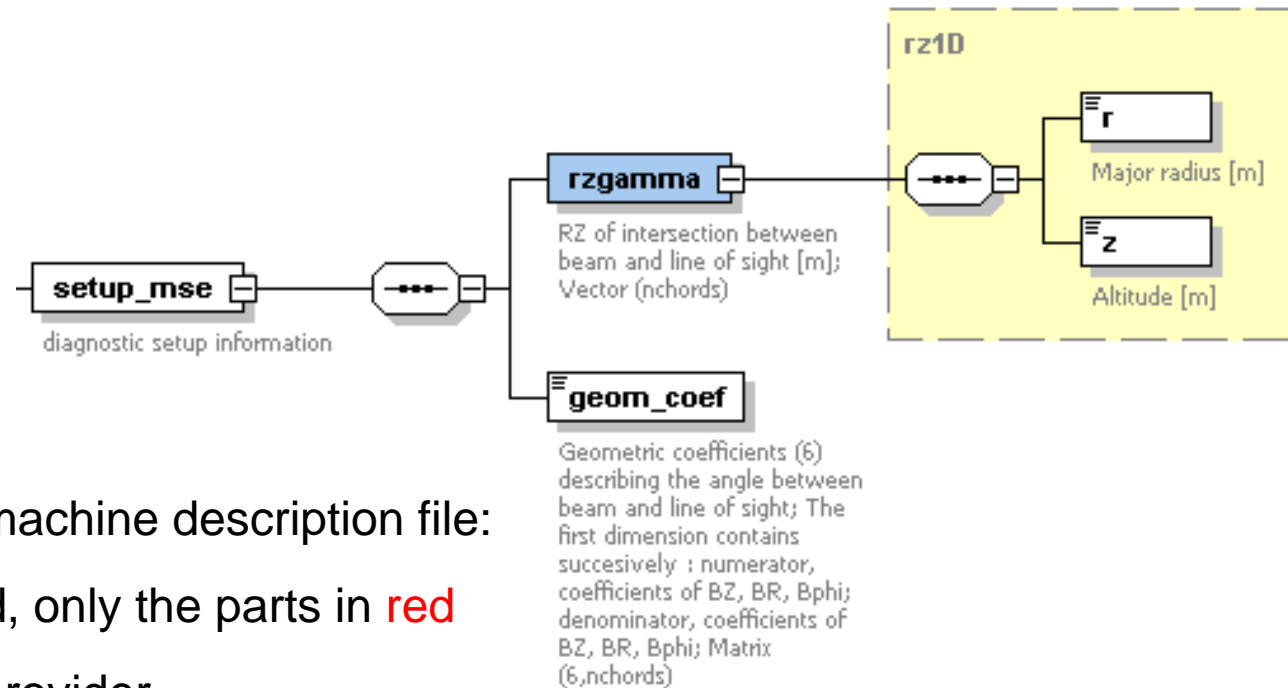 rz1D
r
Major radius [m]
z
Altitude [m]
rzgamma
RZ of intersection between
beam and line of sight [m];
Vector (nchords)
setup_mse
diagnostic setup information
geom_coef
Geometric coefficients (6)
describing the angle between
beam and line of sight; The
first dimension contains
succesively : numerator,
coefficients of BZ, BR, Bphi;
denominator, coefficients of
BZ, BR, Bphi; Matrix
(6,nchords)
machine description file:
, only the parts in red